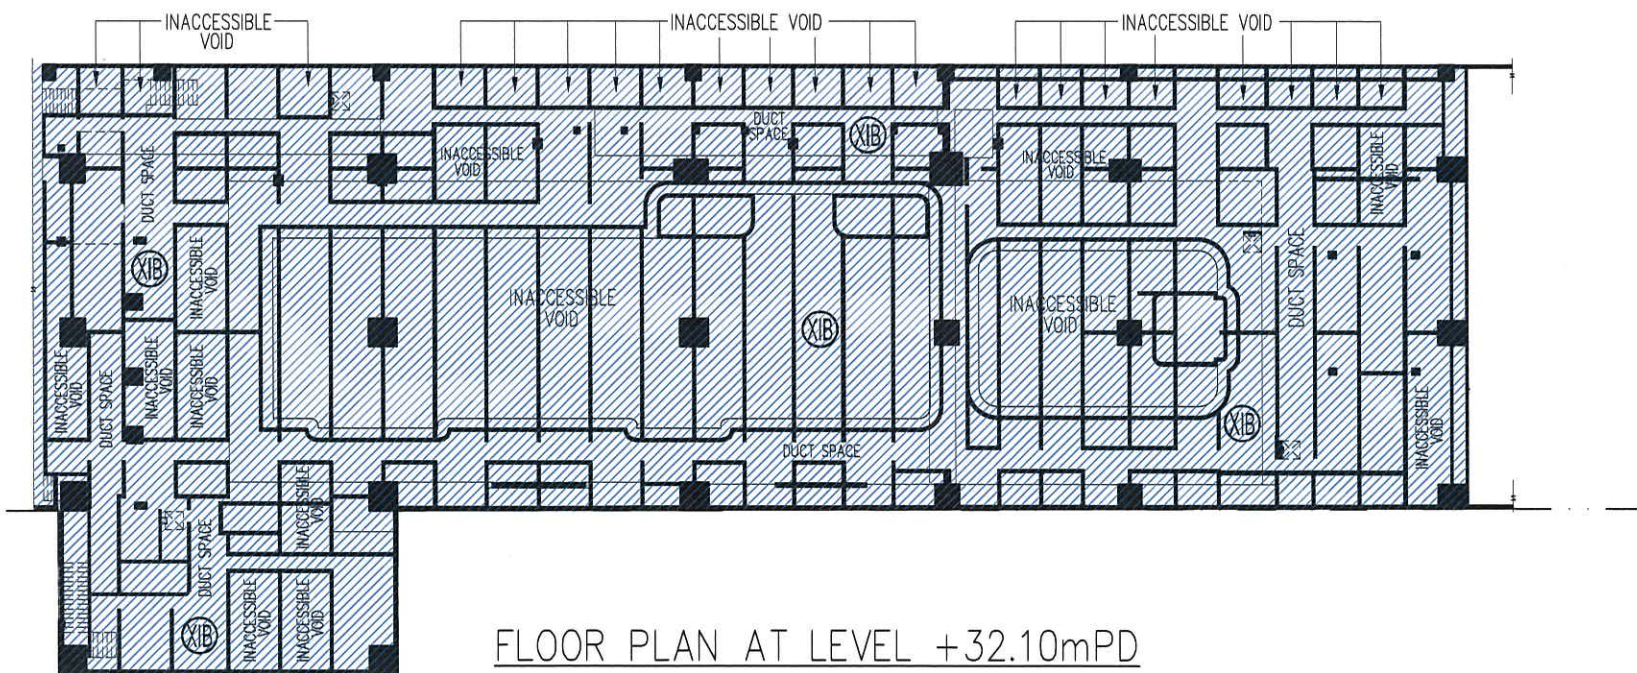 INACCESSIBLE
VOID
INACCESSIBLE VOID
INACCESSIBLE VOID
DUCT
SPACE
XIB
INACCESSIBLE
VOID
INACCESSIBLE
VOID
INACCESSIBLE
VOID
DUCT SPACE
XIB
INACCESSIBLE
VOID
INACCESSIBLE
VOID
XIB
INACCESSIBLE
VOID
DUCT SPACE
INACCESSIBLE
VOID
DUCT SPACE
INACCESSIBLE
VOID
INACCESSIBLE
VOID
XIB
INACCESSIBLE
VOID
DUCT SPACE
INACCESSIBLE
VOID
DUCT SPACE
XIB
INACCESSIBLE
VOID
INACCESSIBLE
VOID
FLOOR PLAN AT LEVEL +32.10mPD